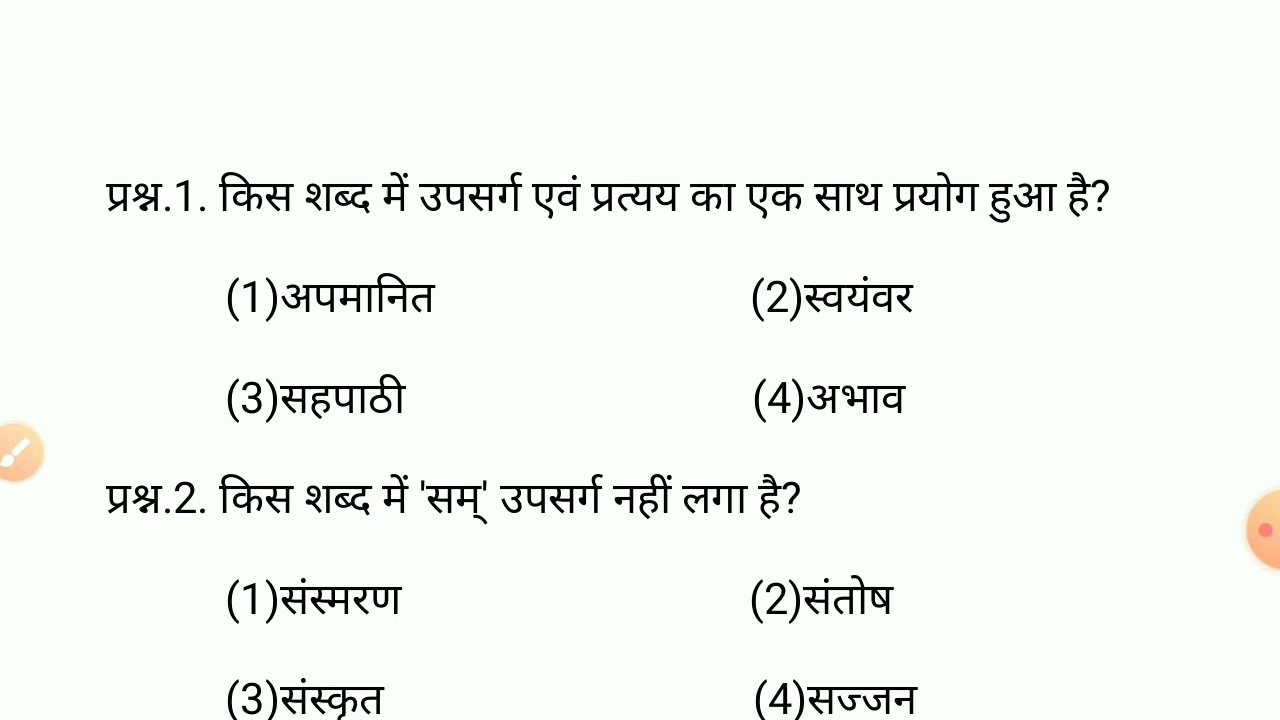 प्रश्न.1. किस शब्द में उपसर्ग एवं प्रत्यय का एक साथ प्रयोग हुआ है?
(1)अपमानित (2)स्वयंवर
(3)सहपाठी (4)अभाव
प्रश्न.2. किस शब्द में 'सम्' उपसर्ग नहीं लगा है?
(1)संस्मरण (2)संतोष
(3)संस्कृत (4)सज्जन